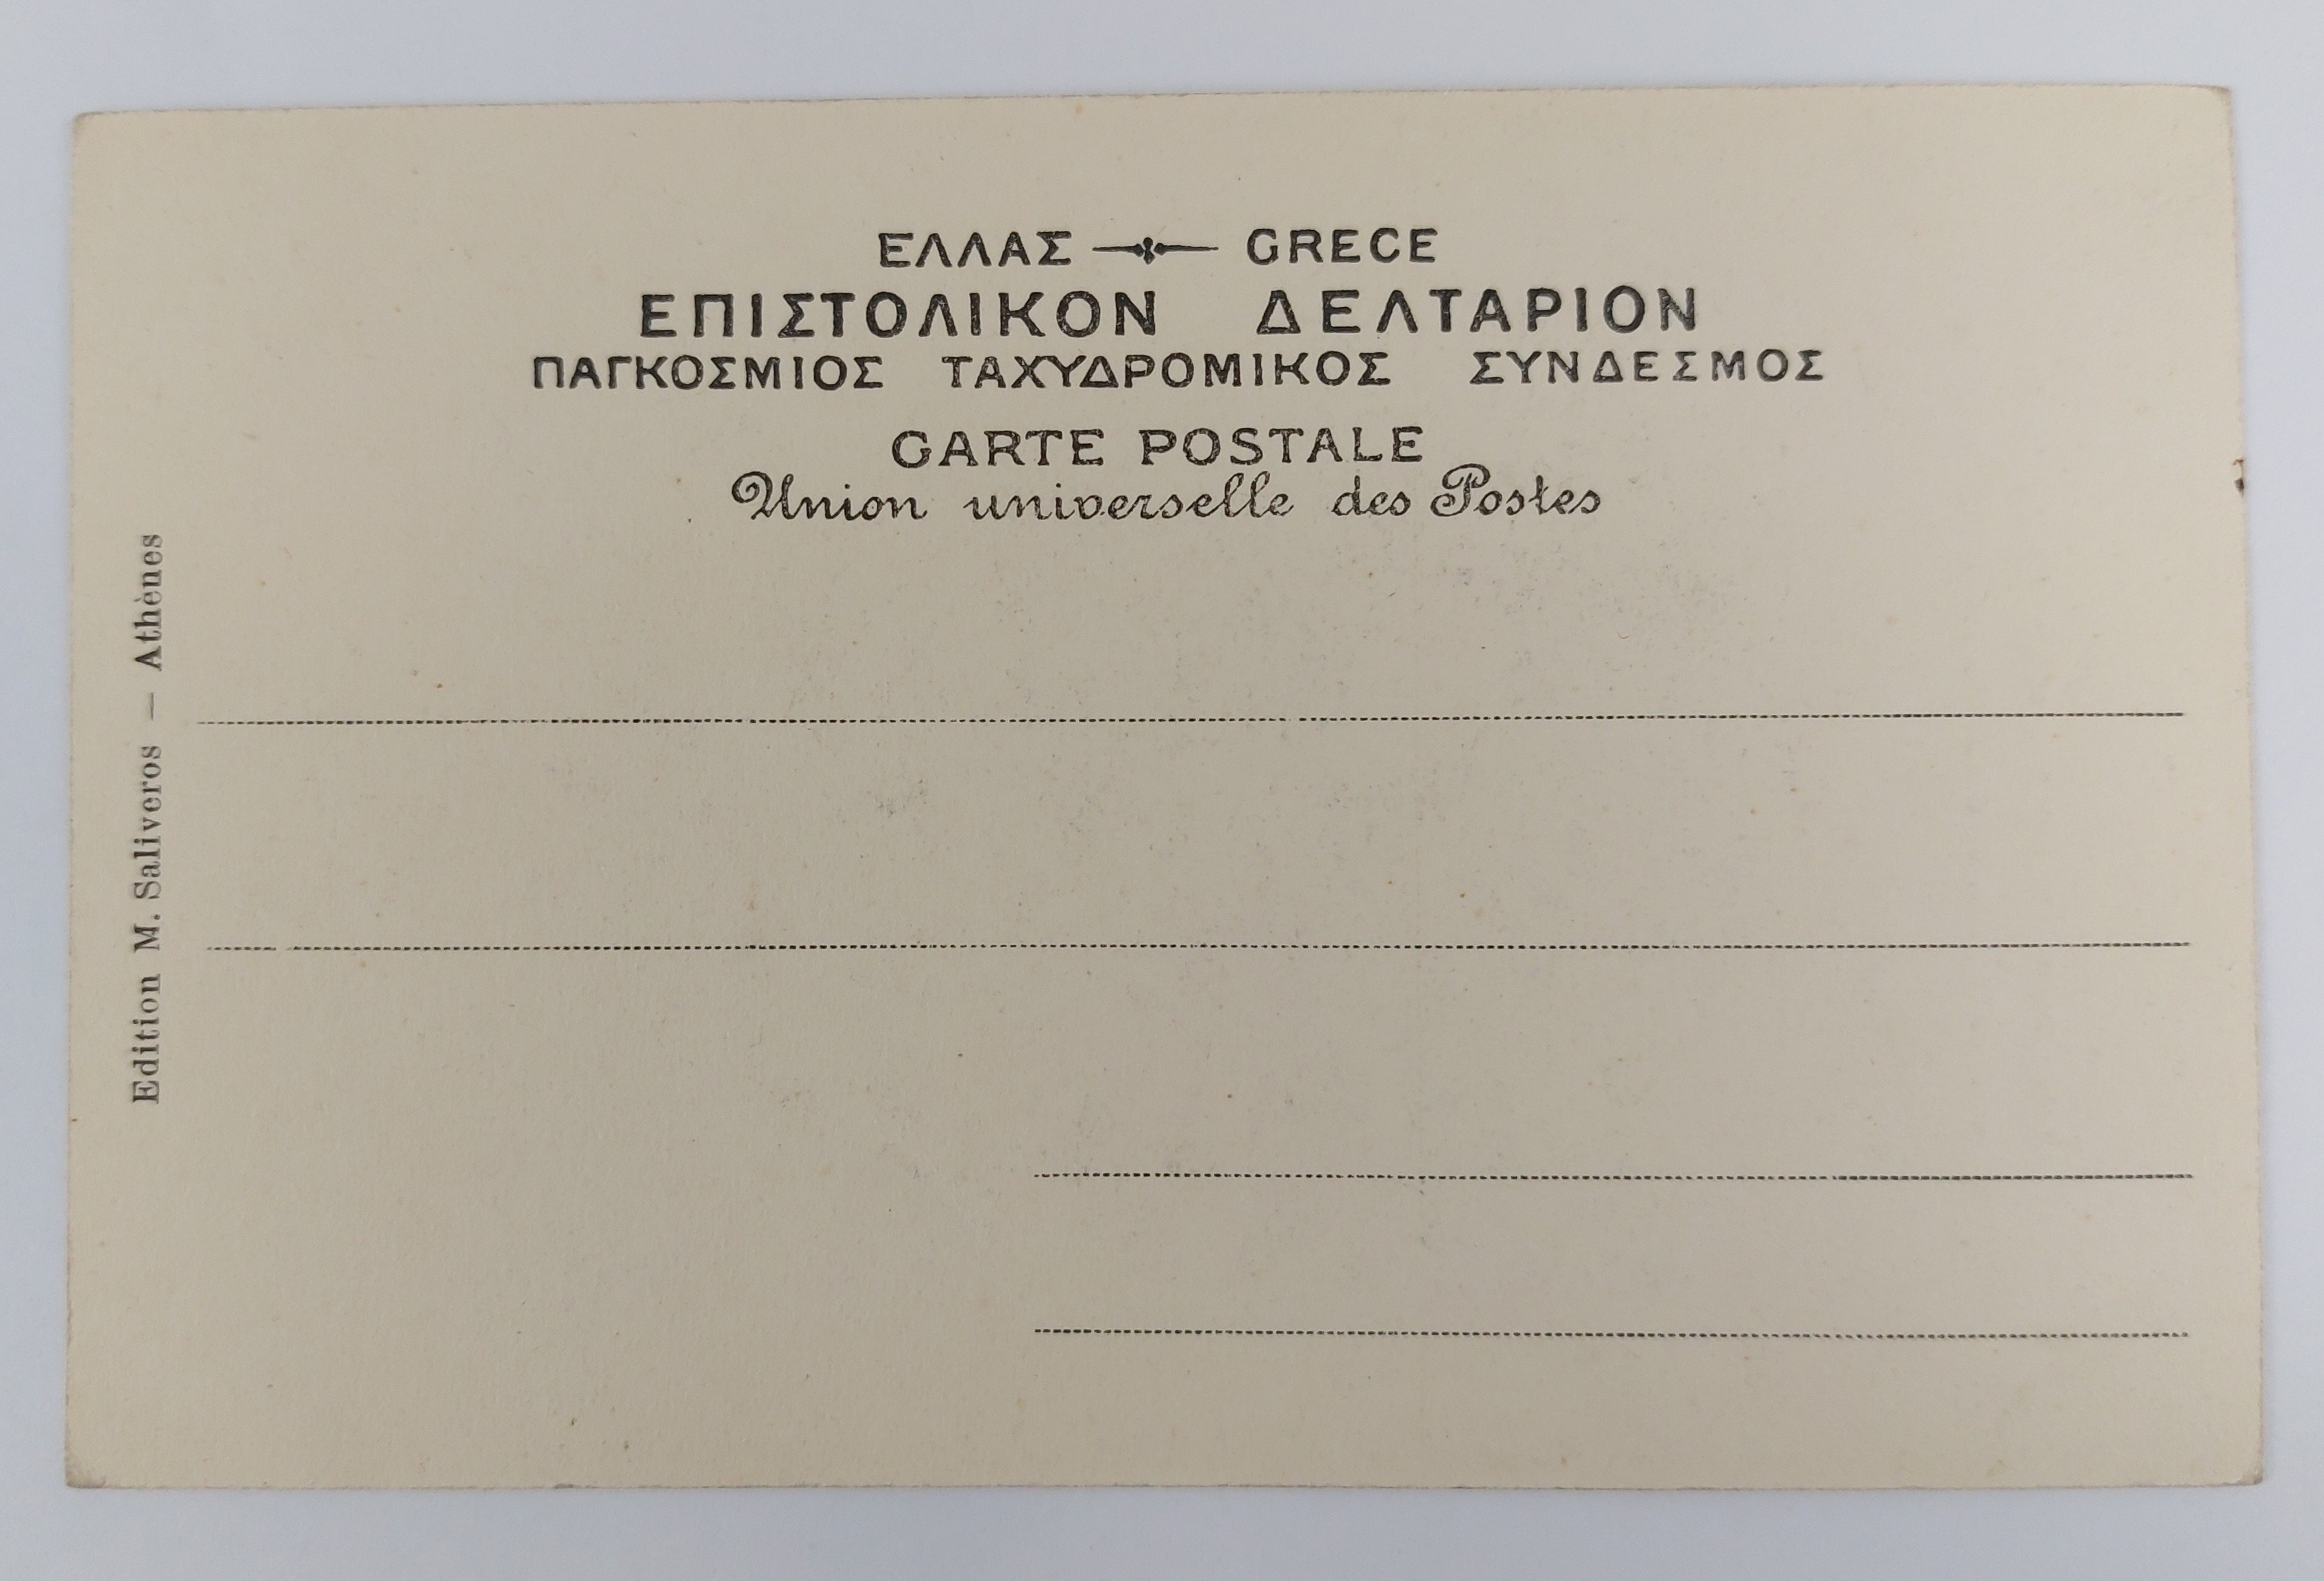 ΕΛΛΑΣ — GRECE
ΕΠΙΣΤΟΛΙΚΟΝ ΔΕΛΤΑΡΙΟΝ
ΠΑΓΚΟΣΜΙΟΣ ΤΑΧΥΔΡΟΜΙΚΟΣ ΣΥΝΔΕΣΜΟΣ
CARTE POSTALE
Union universelle des Postes
Edition M. Saliveros — Athènes